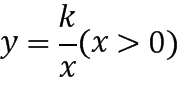 y = k/x (x > 0)